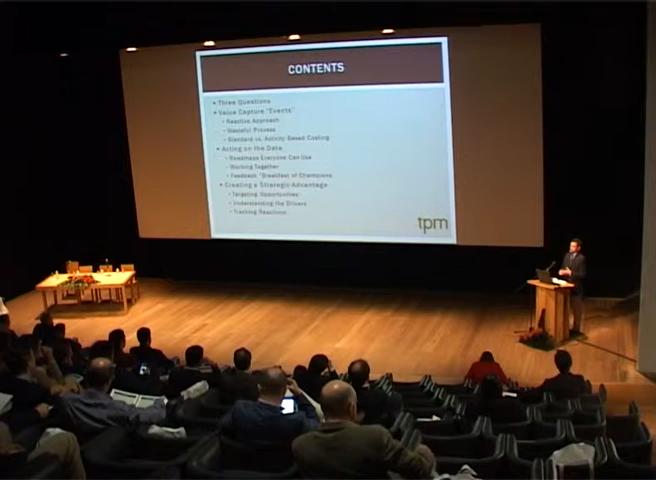 CONTENTS
• Three Questions
• Value Capture "Events"
• Reactive Approach
• Wasteful Process
• Standard vs. Activity Based Costing
• Acting on the Data
• Readiness Everyone Can Use
• Working Together
• Feedback "Breakfast of Champions
• Creating a Strategic Advantage
• Targeting Opportunities
• Understanding the Drivers
• Tracking Reactions
tpm